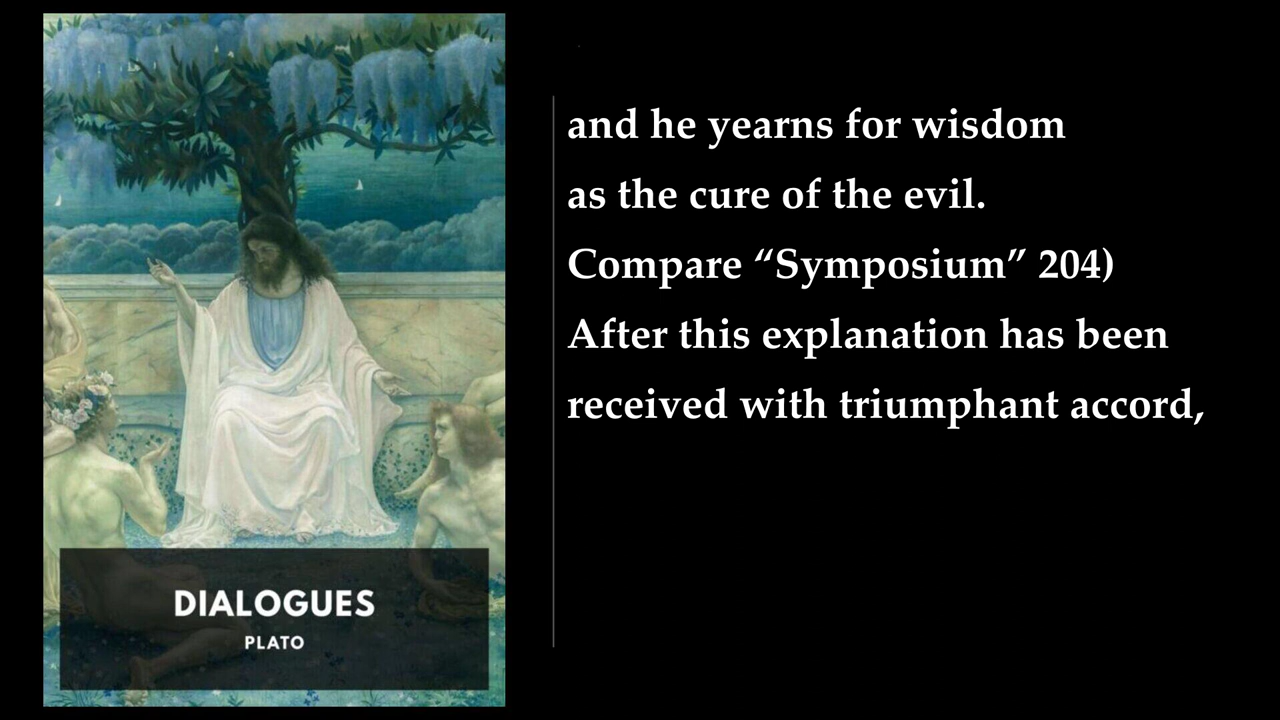 DIALOGUES
PLATO
and he yearns for wisdom
as the cure of the evil.
Compare “Symposium” 204)
After this explanation has been
received with triumphant accord,